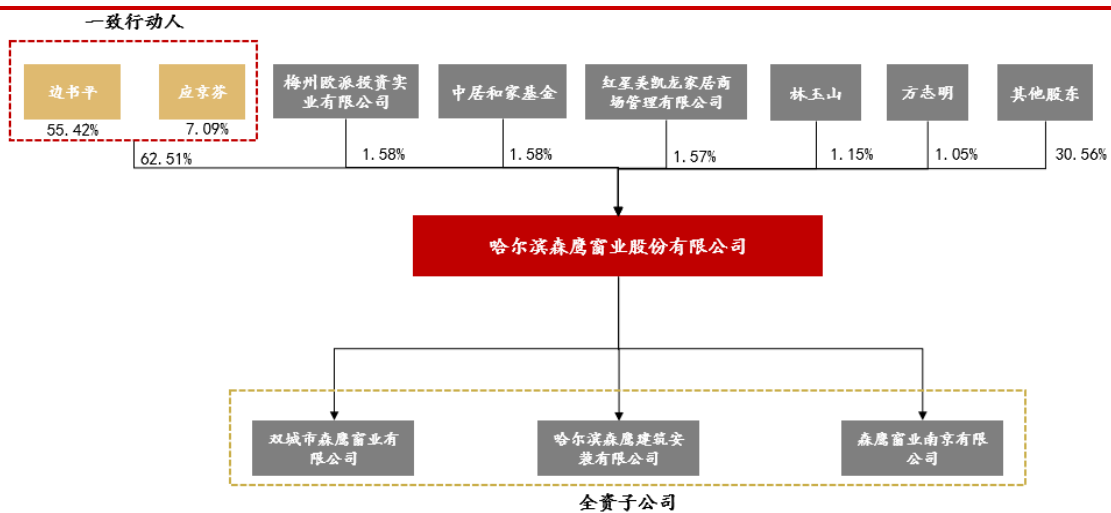 一致行动人
边书平
应京芬
梅州欧派投资实
业有限公司
中居和家基金
红星美凯龙家居商
场管理有限公司
林玉山
方志明
其他股东
55.42%
7.09%
62.51%
1.58%
1.58%
1.57%
1.15%
1.05%
30.56%
哈尔滨森鹰窗业股份有限公司
双城市森鹰窗业有
限公司
哈尔滨森鹰建筑安
装有限公司
森鹰窗业南京有限
公司
全资子公司